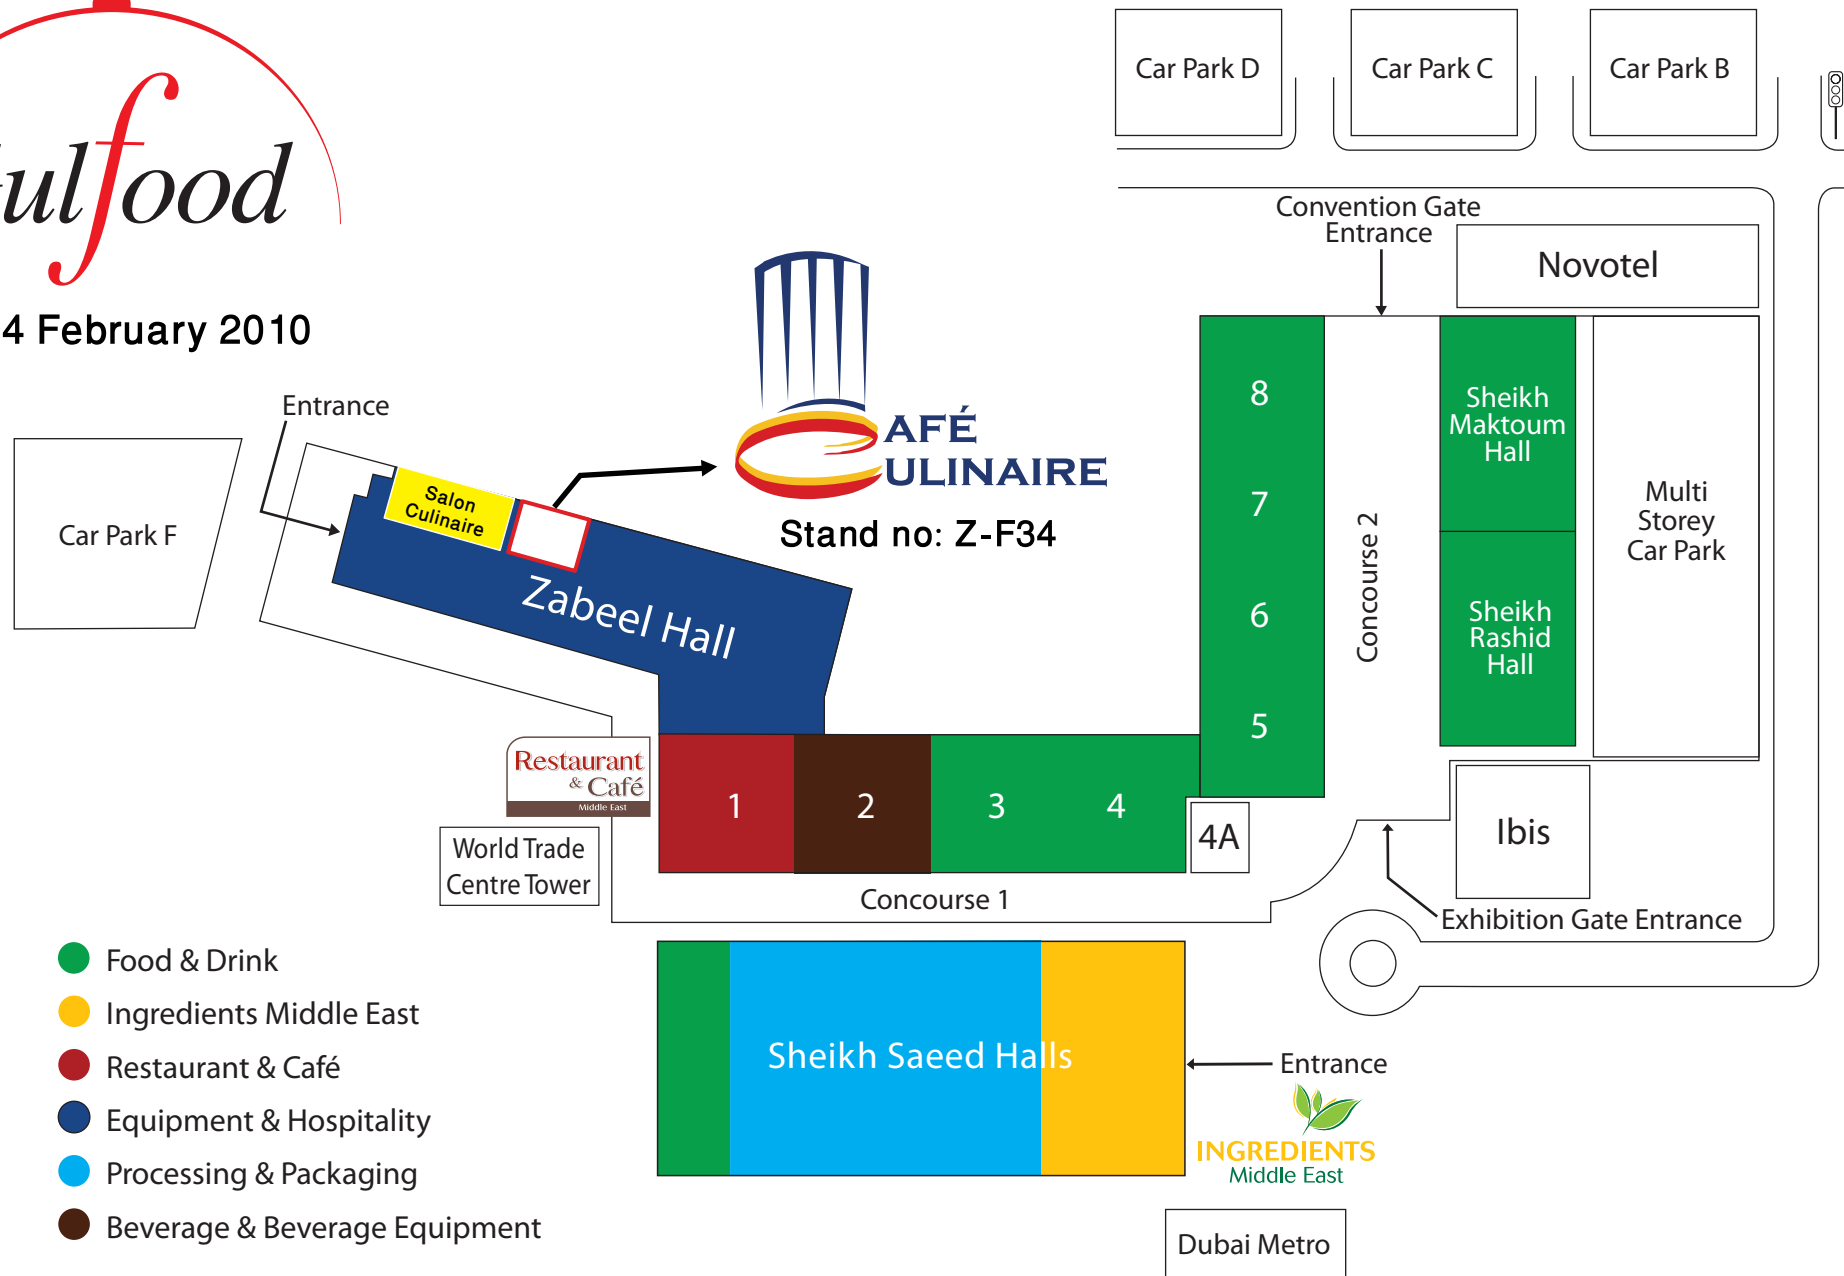 ulfood
4 February 2010
Car Park D
Car Park C
Car Park B
Convention Gate
Entrance
Novotel
Entrance
Car Park F
Salon
Culinaire
Zabeel Hall
AFÉ
ULINAIRE
Stand no: Z-F34
8
7
6
5
Concourse 2
Sheikh
Maktoum
Hall
Sheikh
Rashid
Hall
Multi
Storey
Car Park
Restaurant
& Café
Middle East
1
2
3
4
4A
Ibis
World Trade
Centre Tower
Concourse 1
Exhibition Gate Entrance
Food & Drink
Ingredients Middle East
Restaurant & Café
Equipment & Hospitality
Processing & Packaging
Beverage & Beverage Equipment
Sheikh Saeed Halls
Entrance
INGREDIENTS
Middle East
Dubai Metro